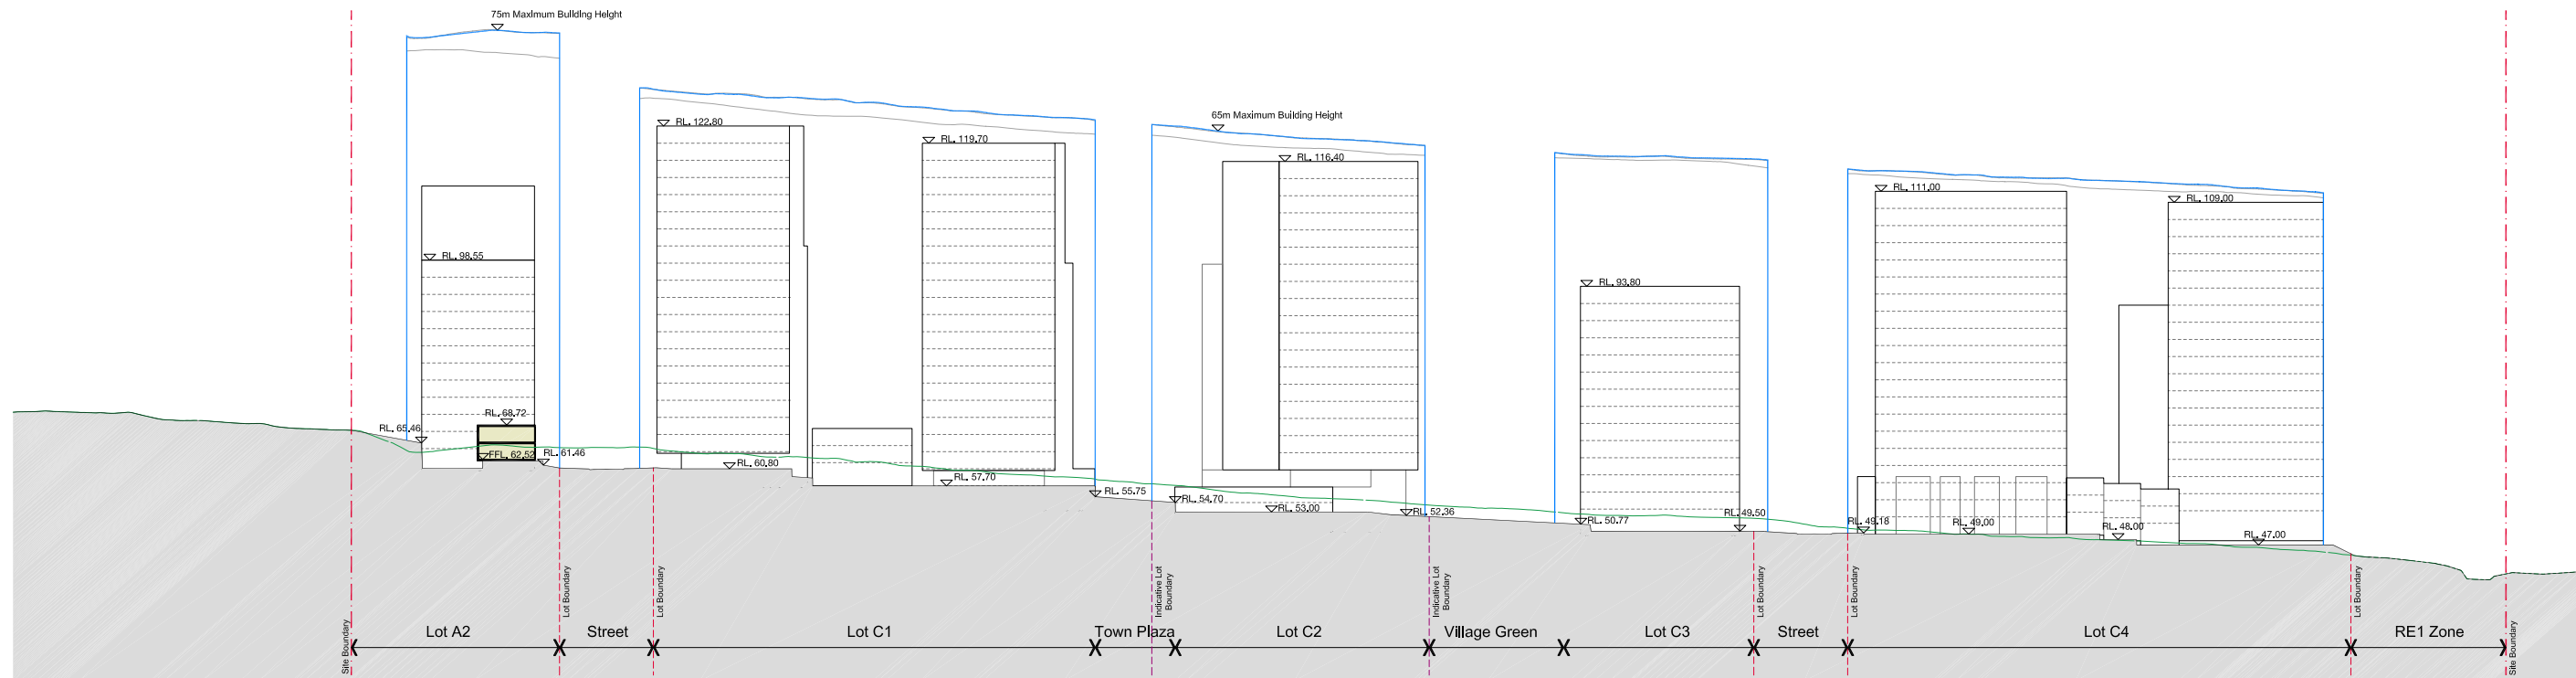 75m Maximum Building Height
65m Maximum Building Height
RL. 122.80
RL. 119.70
RL. 116.40
RL. 111.00
RL. 109.00
RL. 98.55
RL. 93.80
RL. 68.72
RL. 65.46
FFL. 62.52
RL. 61.46
RL. 60.80
RL. 57.70
RL. 55.75
RL. 54.70
RL. 53.00
RL. 52.36
RL. 50.77
RL. 49.50
RL. 49.18
RL. 49.00
RL. 48.00
RL. 47.00
Site Boundary
Lot Boundary
Lot Boundary
Indicative Lot
Boundary
Indicative Lot
Boundary
Lot Boundary
Lot Boundary
Lot Boundary
Site Boundary
Lot A2
Street
Lot C1
Town Plaza
Lot C2
Village Green
Lot C3
Street
Lot C4
RE1 Zone